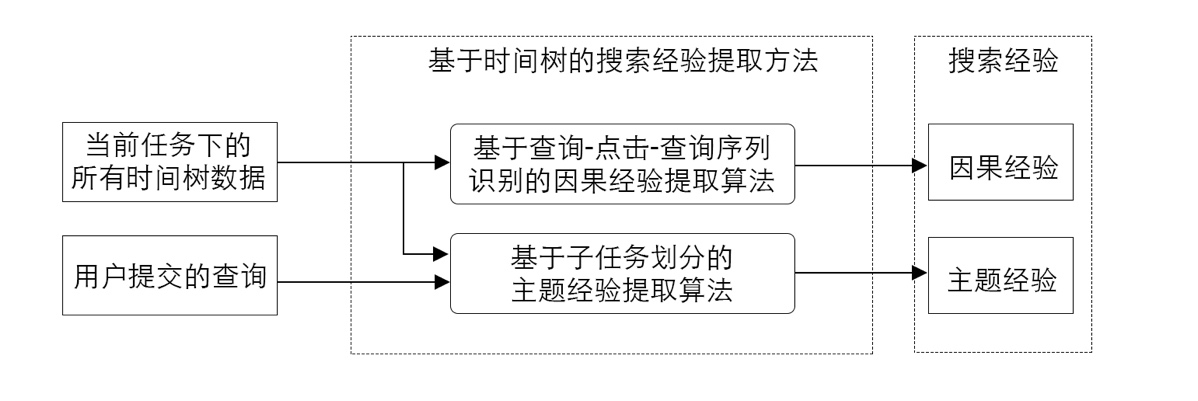 基于时间树的搜索经验提取方法
搜索经验
当前任务下的
所有时间树数据
基于查询-点击-查询序列
识别的因果经验提取算法
因果经验
用户提交的查询
基于子任务划分的
主题经验提取算法
主题经验